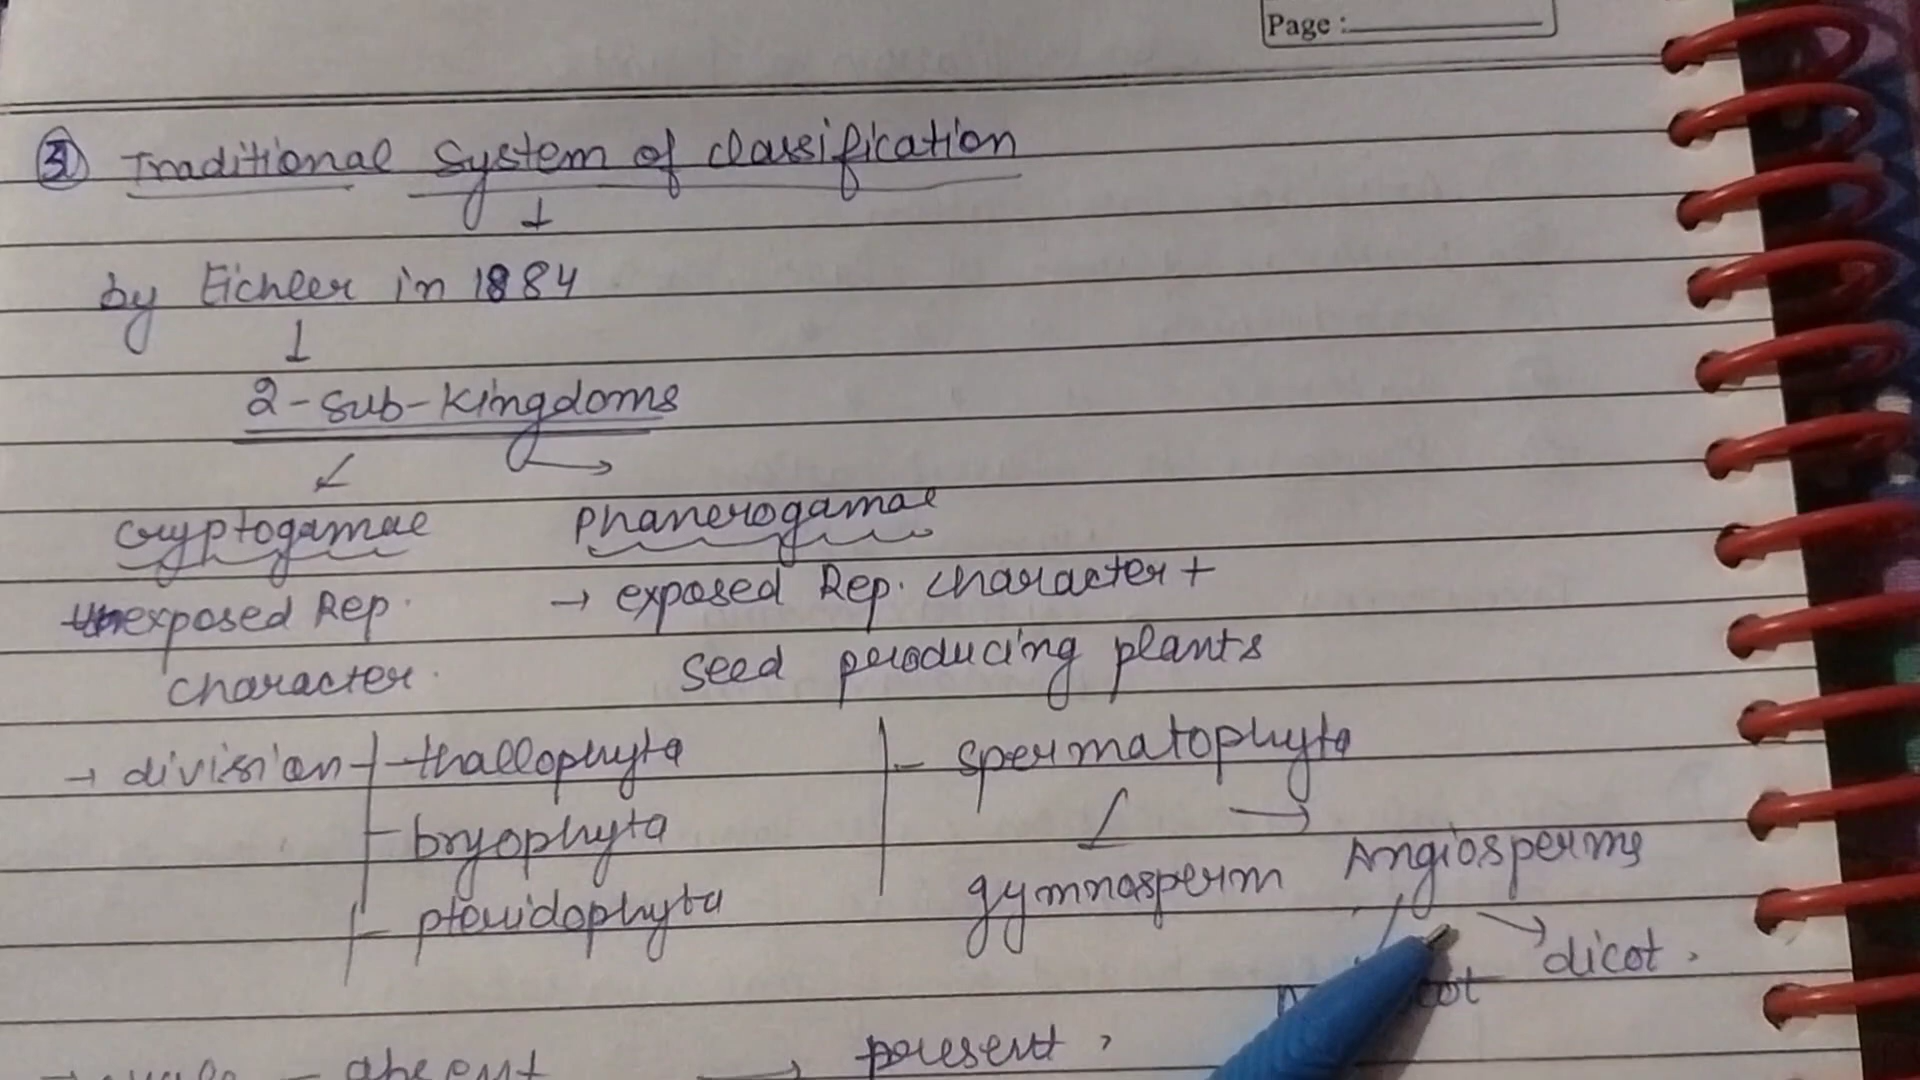 Page :
3 Traditional System of classification
by Eichler in 1884
2-Sub-Kingdoms
Cryptogamae Phanerogamae
Unexposed Rep. → exposed Rep. character +
character. seed producing plants
→ division - thallophyta - spermatophyta
- bryophyta gymnosperm Angiosperms
- pteridophyta dicot.
absent → present,